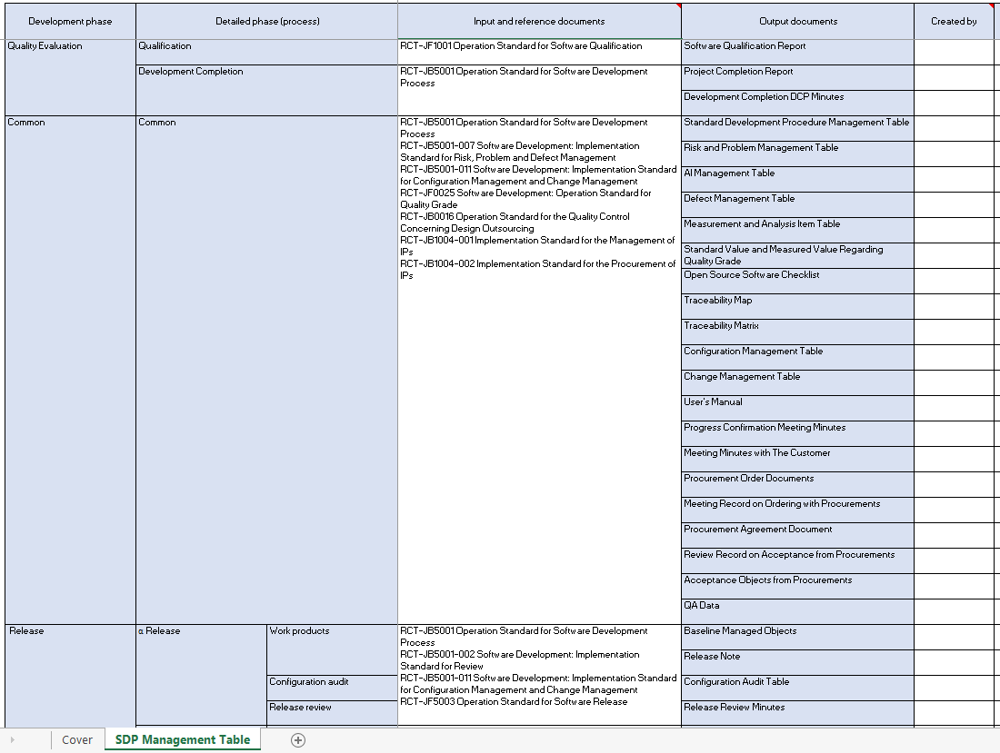 Development phase
Detailed phase (process)
Input and reference documents
Output documents
Created by
Quality Evaluation
Qualification
RCT-JF1001 Operation Standard for Software Qualification
Software Qualification Report
Development Completion
RCT-JB5001 Operation Standard for Software Development
Process
Project Completion Report
Development Completion DCP Minutes
Common
Common
RCT-JB5001 Operation Standard for Software Development
Process
RCT-JB5001-007 Software Development: Implementation
Standard for Risk, Problem and Defect Management
RCT-JB5001-011 Software Development: Implementation Standard
for Configuration Management and Change Management
RCT-JF0025 Software Development: Operation Standard for
Quality Grade
RCT-JB0016 Operation Standard for the Quality Control
Concerning Design Outsourcing
RCT-JB1004-001 Implementation Standard for the Management of
IPs
RCT-JB1004-002 Implementation Standard for the Procurement of
IPs
Standard Development Procedure Management Table
Risk and Problem Management Table
AI Management Table
Defect Management Table
Measurement and Analysis Item Table
Standard Value and Measured Value Regarding
Quality Grade
Open Source Software Checklist
Traceability Map
Traceability Matrix
Configuration Management Table
Change Management Table
User's Manual
Progress Confirmation Meeting Minutes
Meeting Minutes with The Customer
Procurement Order Documents
Meeting Record on Ordering with Procurements
Procurement Agreement Document
Review Record on Acceptance from Procurements
Acceptance Objects from Procurements
QA Data
Release
α Release
Work products
RCT-JB5001 Operation Standard for Software Development
Process
RCT-JB5001-002 Software Development: Implementation
Standard for Review
RCT-JB5001-011 Software Development: Implementation Standard
for Configuration Management and Change Management
RCT-JF5003 Operation Standard for Software Release
Baseline Managed Objects
Release Note
Configuration audit
Configuration Audit Table
Release review
Release Review Minutes
Cover
SDP Management Table